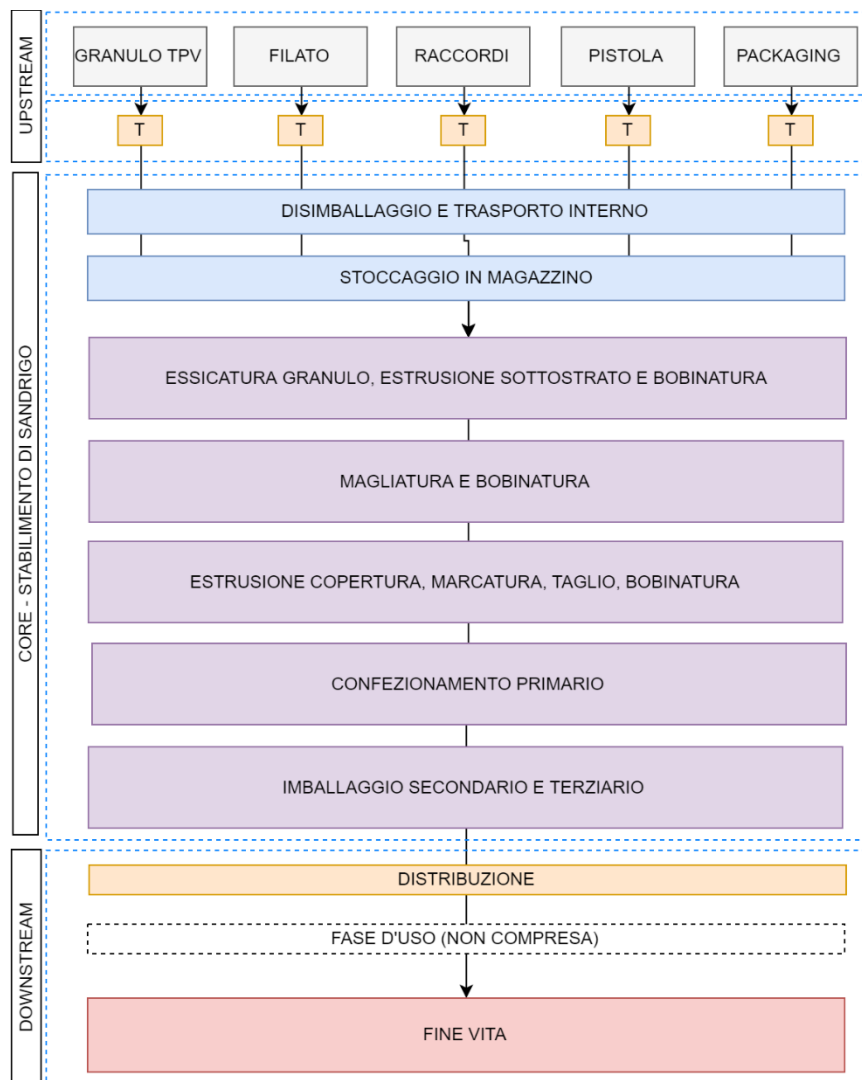 UPSTREAM
GRANULO TPV
FILATO
RACCORDI
PISTOLA
PACKAGING
T
T
T
T
T
CORE - STABILIMENTO DI SANDRIGO
DISIMBALLAGGIO E TRASPORTO INTERNO
STOCCAGGIO IN MAGAZZINO
ESSICATURA GRANULO, ESTRUSIONE SOTTOSTRATO E BOBINATURA
MAGLIATURA E BOBINATURA
ESTRUSIONE COPERTURA, MARCATURA, TAGLIO, BOBINATURA
CONFEZIONAMENTO PRIMARIO
IMBALLAGGIO SECONDARIO E TERZIARIO
DOWNSTREAM
DISTRIBUZIONE
FASE D'USO (NON COMPRESA)
FINE VITA